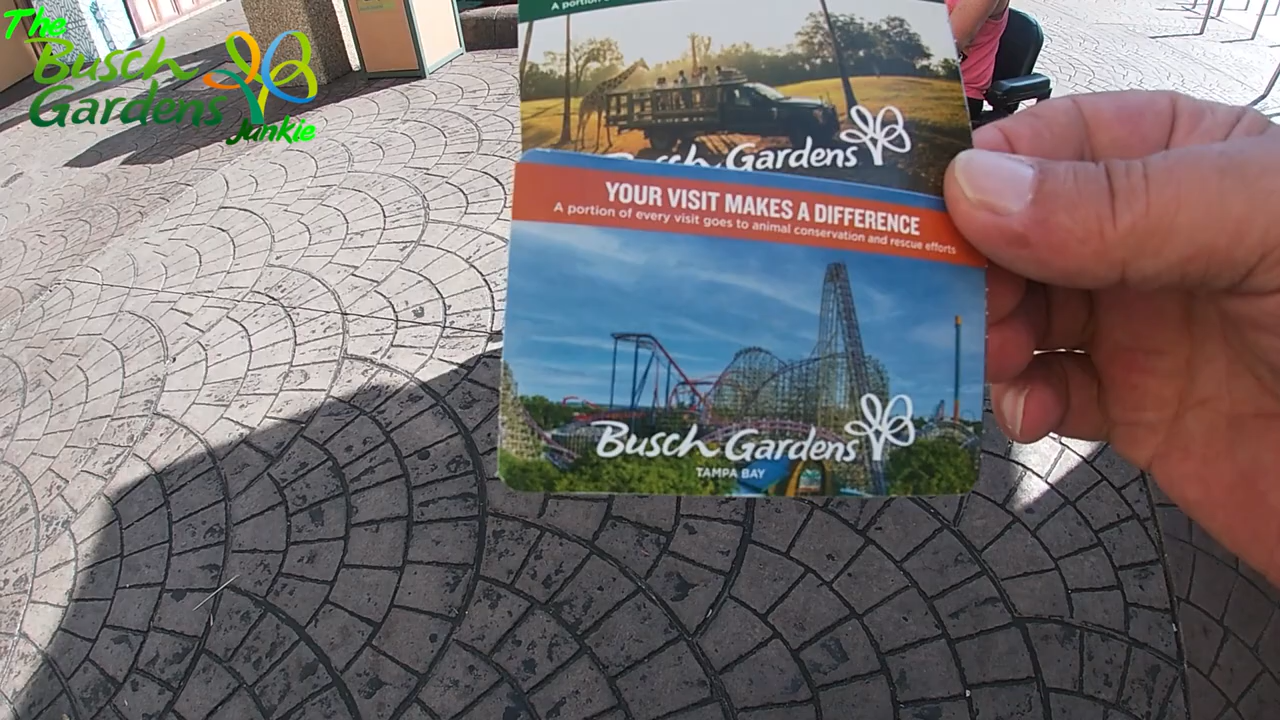 The
Busch
Gardens
Junkie
A portion
Busch Gardens
YOUR VISIT MAKES A DIFFERENCE
A portion of every visit goes to animal conservation and rescue efforts
Busch Gardens
TAMPA BAY